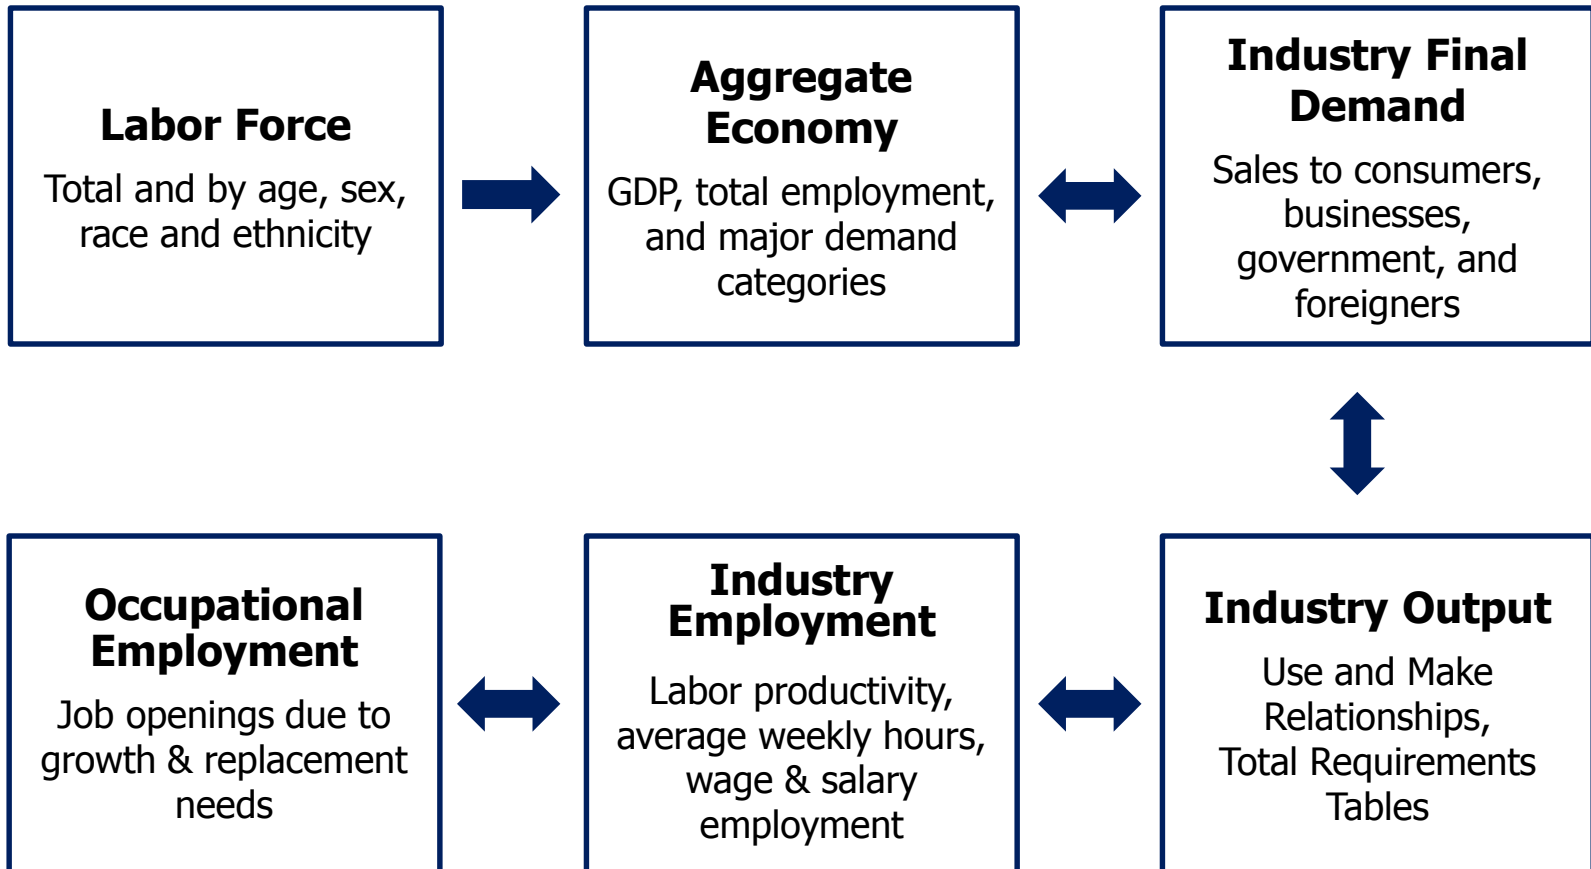 Labor Force
Total and by age, sex,
race and ethnicity
Aggregate
Economy
GDP, total employment,
and major demand
categories
Industry Final
Demand
Sales to consumers,
businesses,
government, and
foreigners
Occupational
Employment
Job openings due to
growth & replacement
needs
Industry
Employment
Labor productivity,
average weekly hours,
wage & salary
employment
Industry Output
Use and Make
Relationships,
Total Requirements
Tables